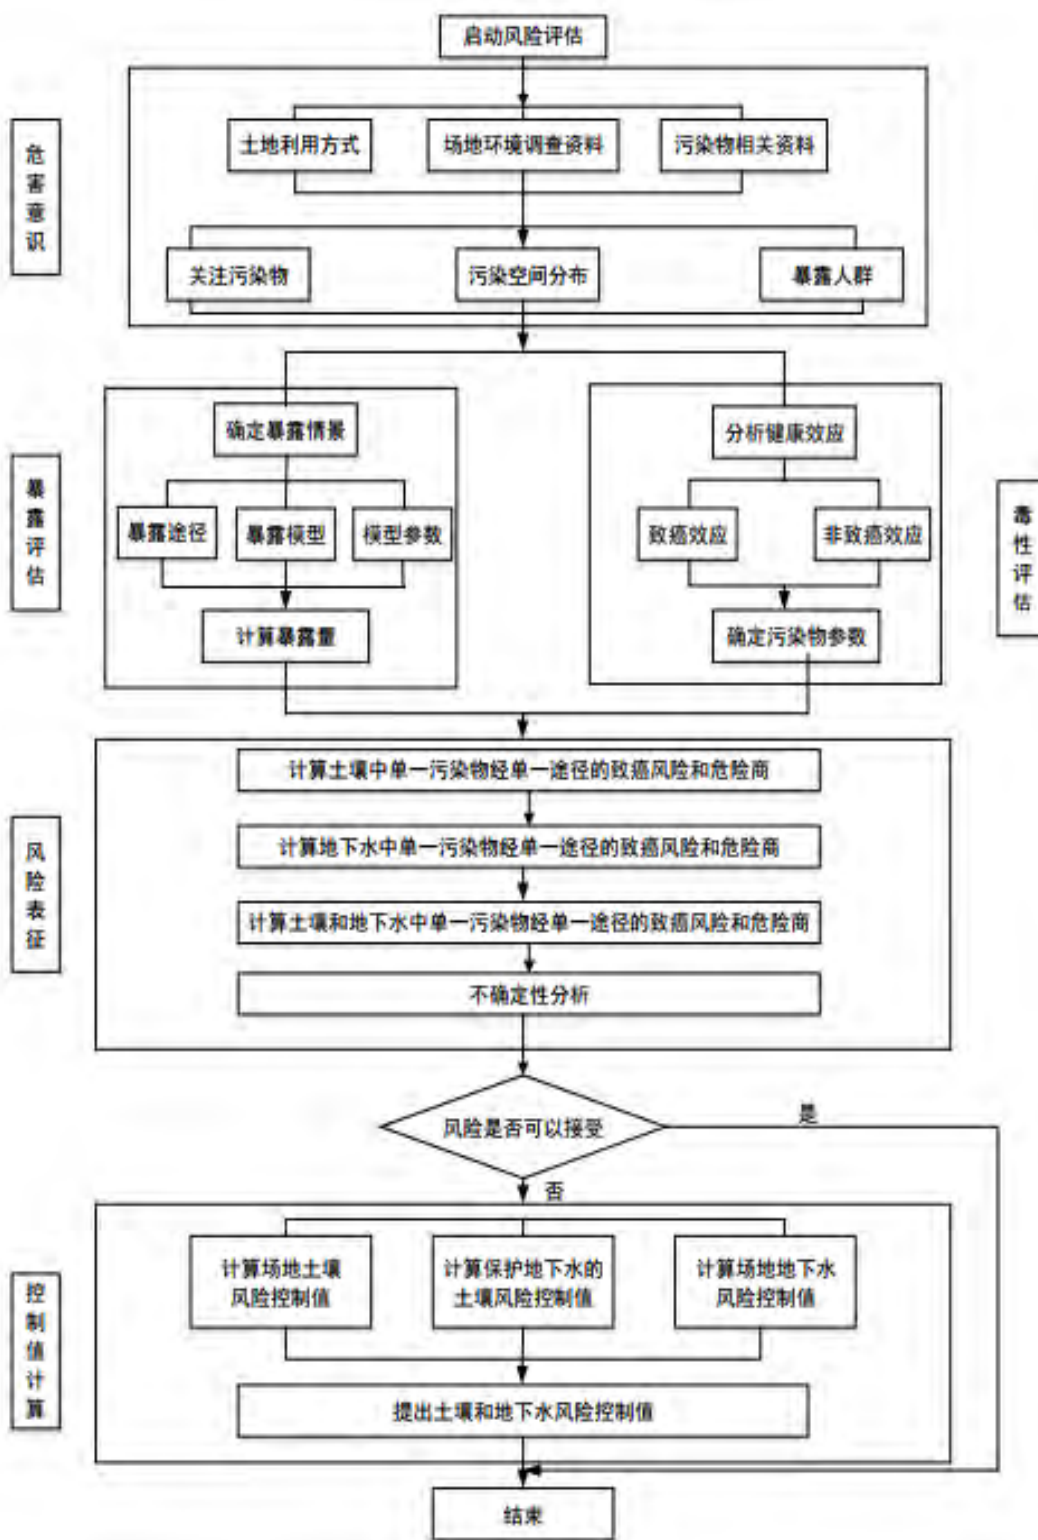 启动风险评估
危害意识
土地利用方式
场地环境调查资料
污染物相关资料
关注污染物
污染空间分布
暴露人群
暴露评估
确定暴露情景
暴露途径
暴露模型
模型参数
计算暴露量
分析健康效应
致癌效应
非致癌效应
确定污染物参数
毒性评估
风险表征
计算土壤中单一污染物经单一途径的致癌风险和危险商
计算地下水中单一污染物经单一途径的致癌风险和危险商
计算土壤和地下水中单一污染物经单一途径的致癌风险和危险商
不确定性分析
风险是否可以接受
是
否
控制值计算
计算场地土壤
风险控制值
计算保护地下水的
土壤风险控制值
计算场地地下水
风险控制值
提出土壤和地下水风险控制值
结束